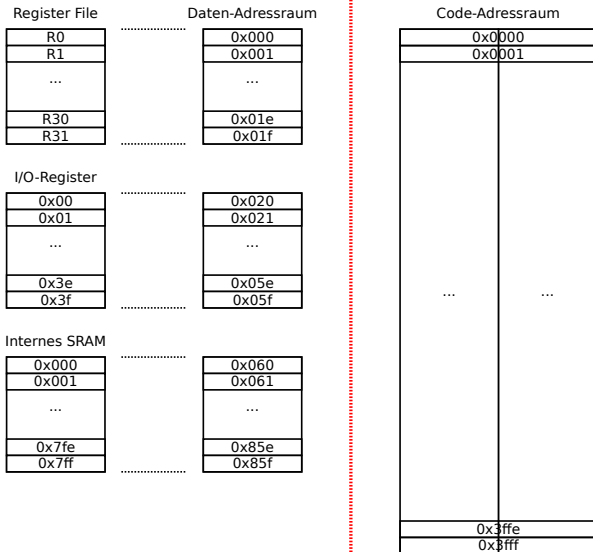 Register File
Daten-Adressraum
Code-Adressraum
R0
0x000
0x0000
R1
0x001
0x0001
...
...
R30
0x01e
R31
0x01f
I/O-Register
0x00
0x020
0x01
0x021
...
...
...
...
0x3e
0x05e
0x3f
0x05f
Internes SRAM
0x000
0x060
0x001
0x061
...
...
0x7fe
0x85e
0x7ff
0x85f
0x3ffe
0x3fff